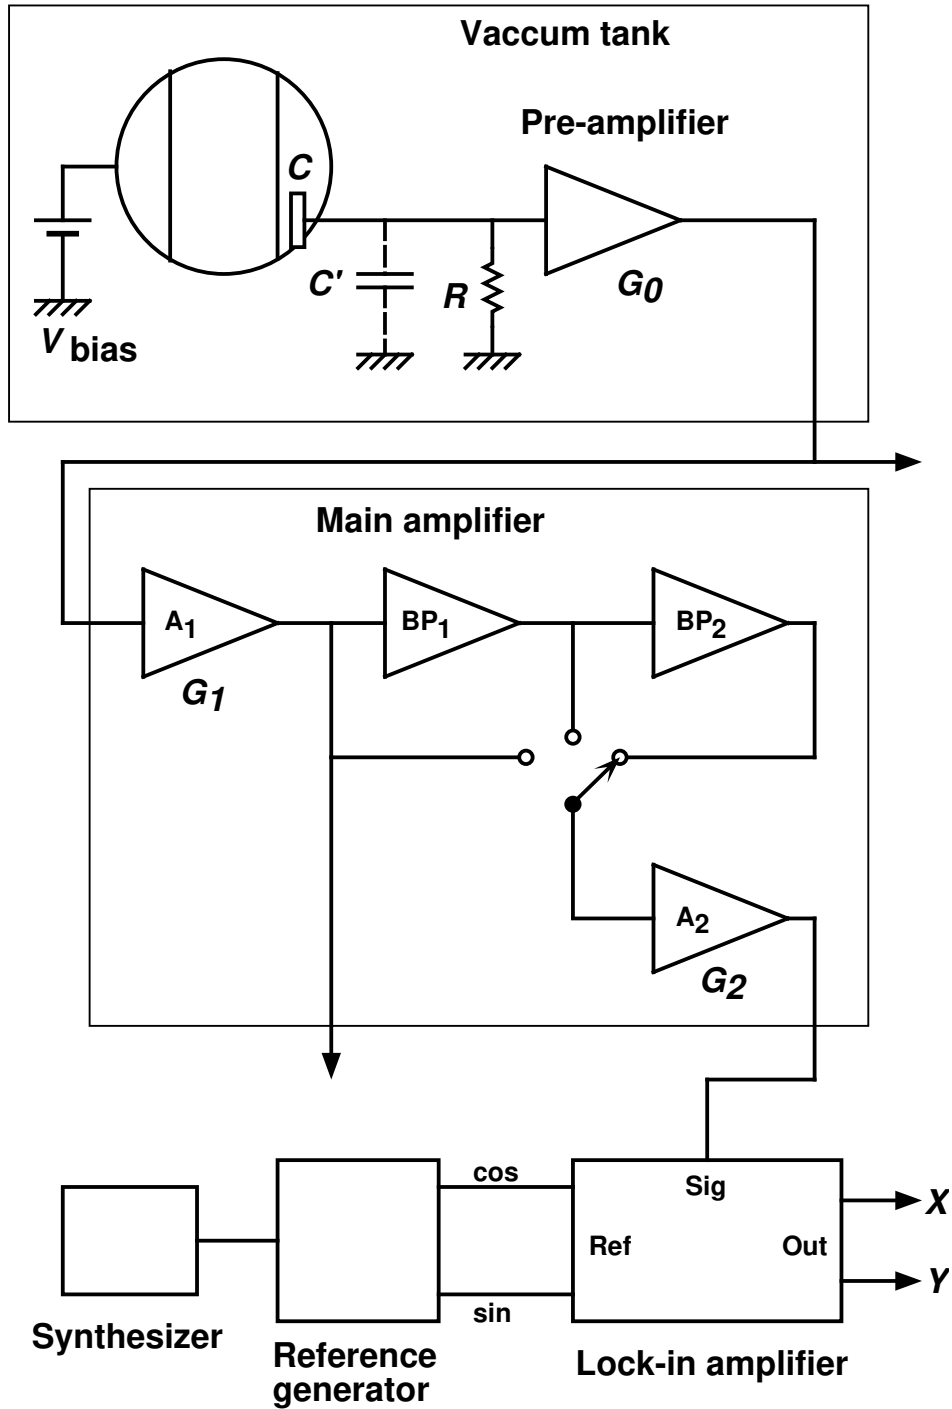 Vaccum tank
Pre-amplifier
C
C'
R
G0
V bias
Main amplifier
A1
BP1
BP2
G1
A2
G2
cos
Sig
X
Ref
Out
Y
sin
Synthesizer
Reference
generator
Lock-in amplifier